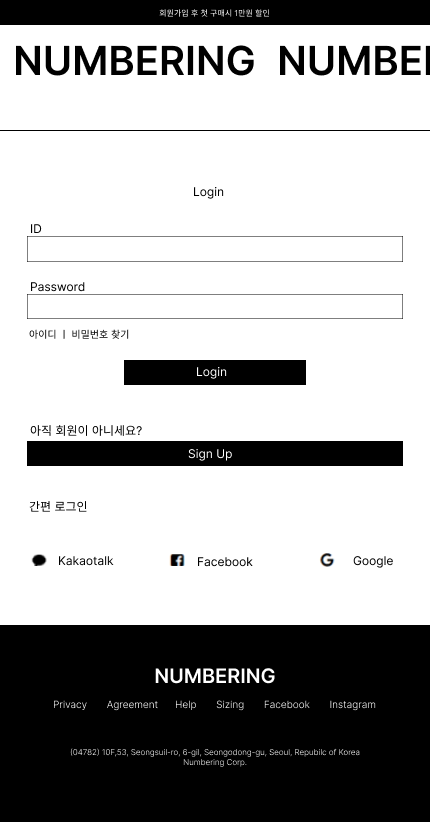 회원가입 후 첫 구매시 1만원 할인
NUMBERING NUMBE
Login
ID
Password
아이디 ㅣ 비밀번호 찾기
Login
아직 회원이 아니세요?
Sign Up
간편 로그인
Kakaotalk Facebook Google
NUMBERING
Privacy Agreement Help Sizing Facebook Instagram
(04782) 10F,53, Seongsuil-ro, 6-gil, Seongodong-gu, Seoul, Repubilc of Korea
Numbering Corp.